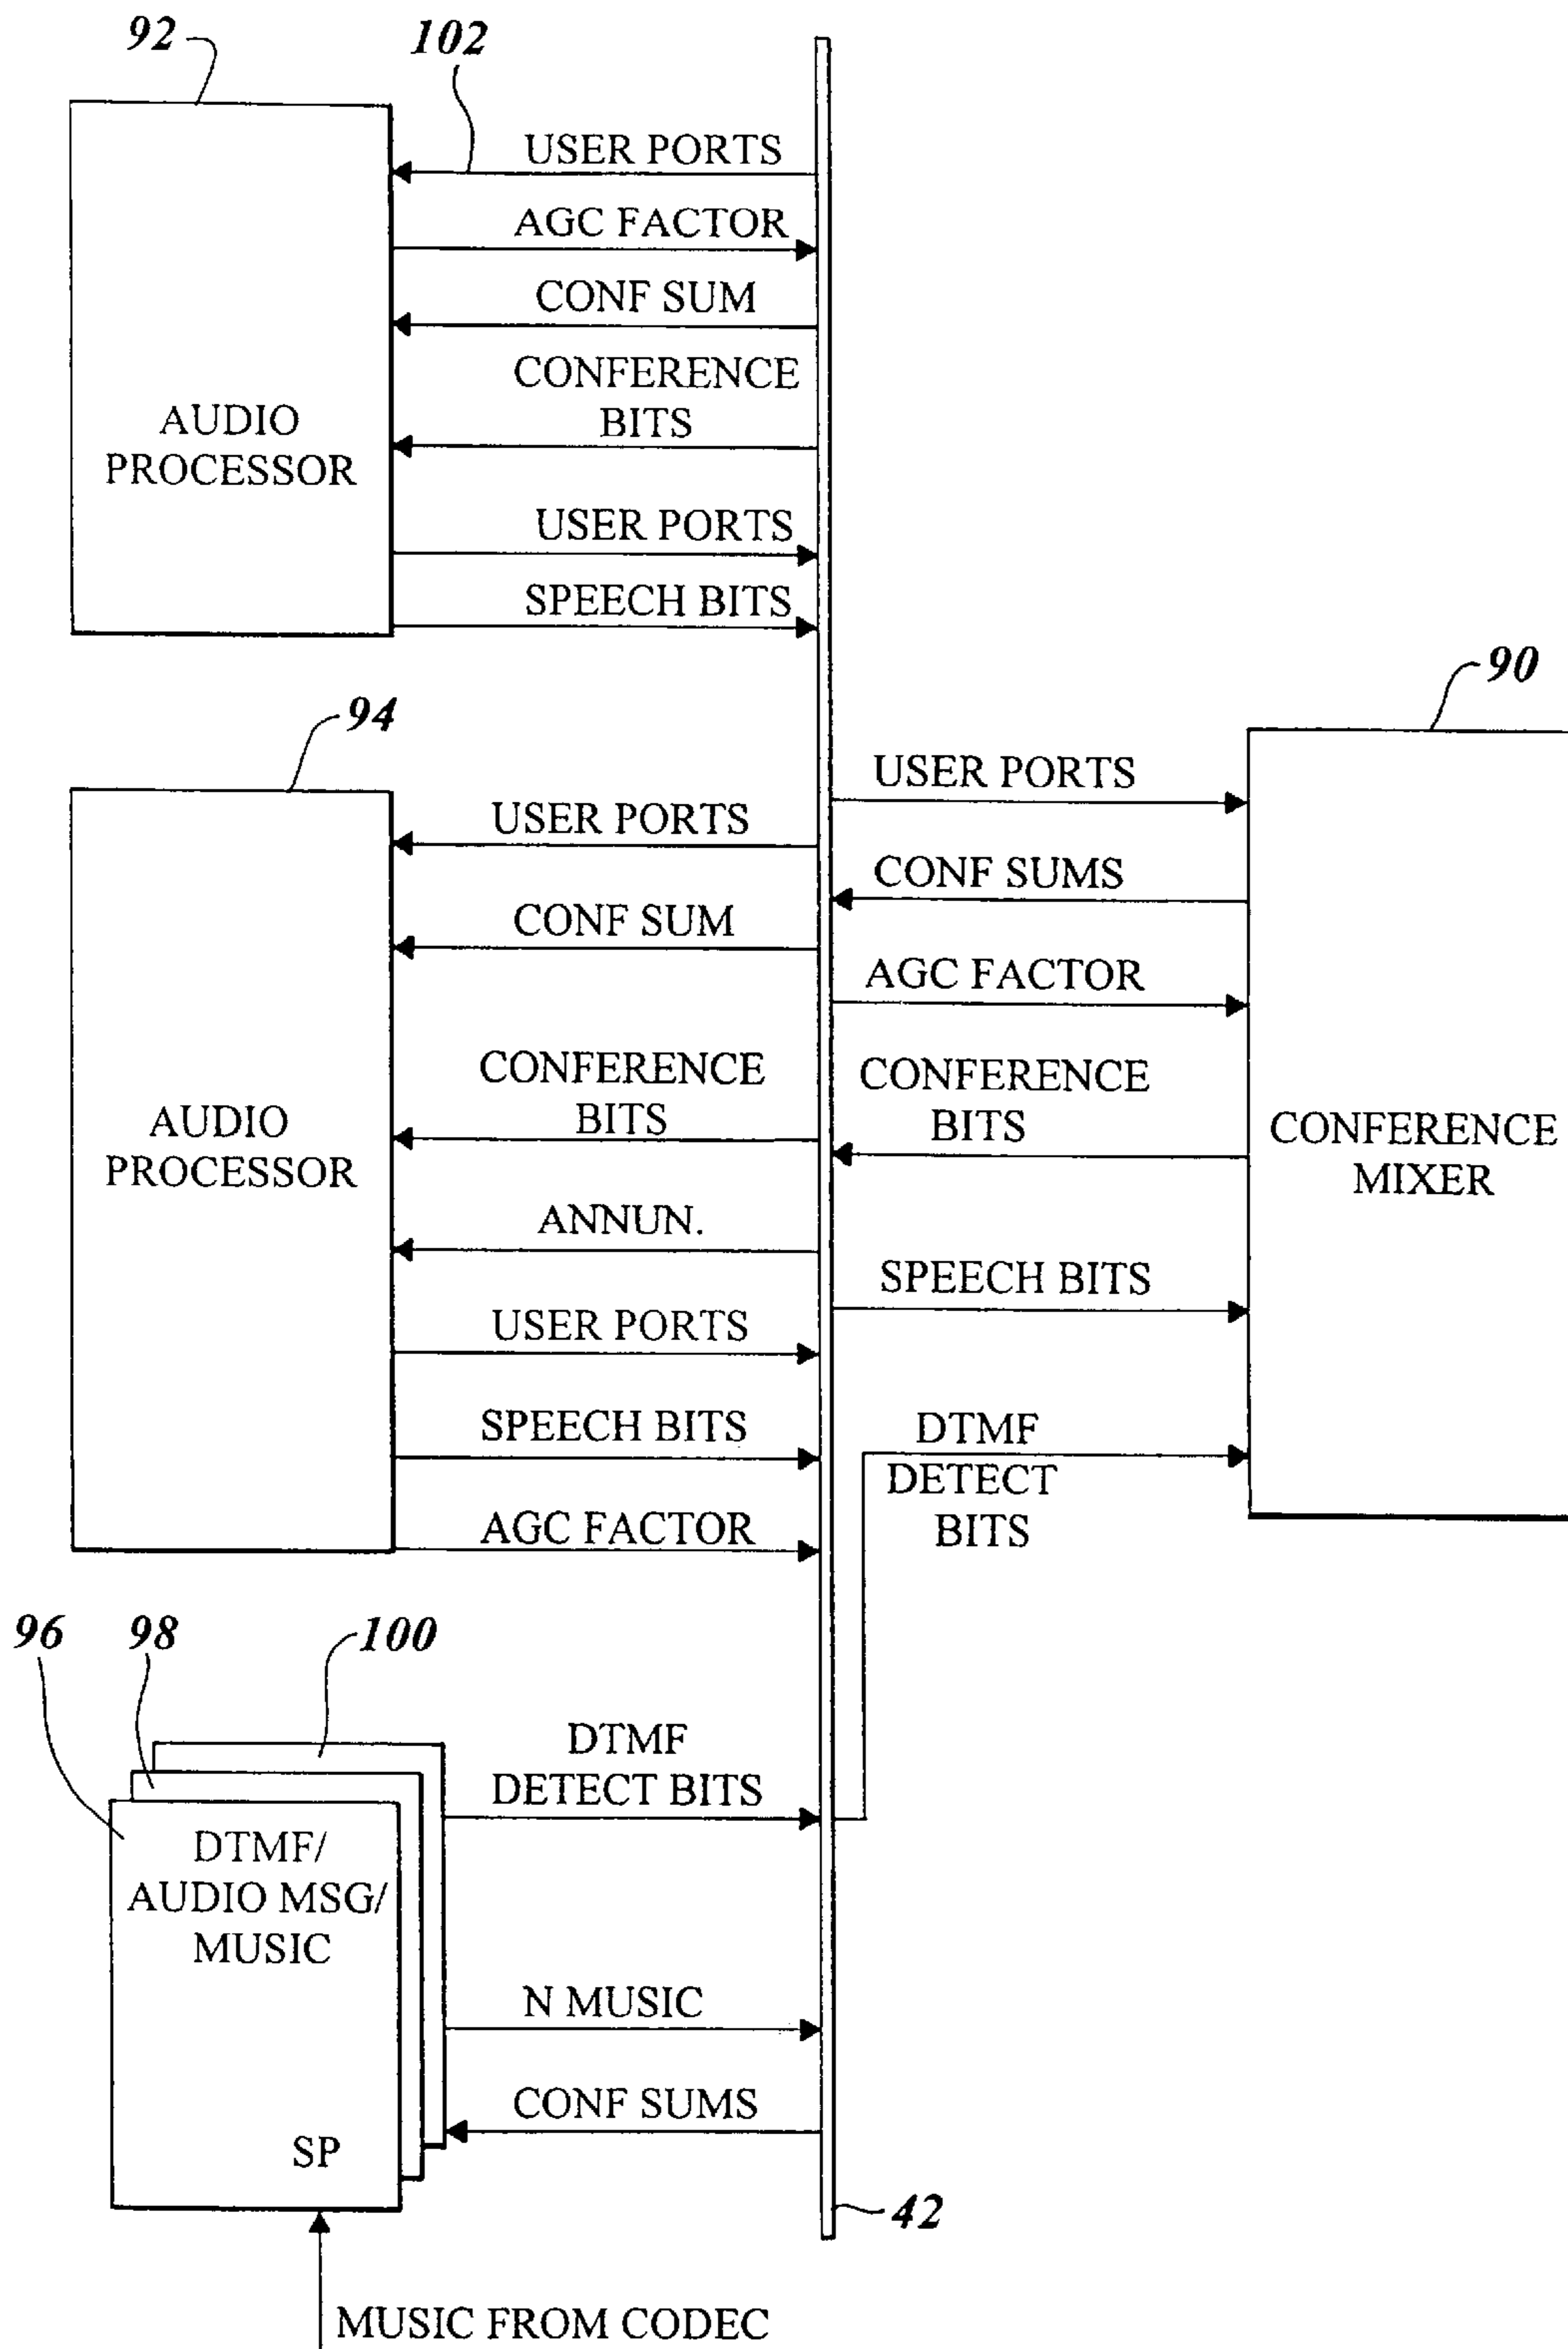 92
102
USER PORTS
AGC FACTOR
CONF SUM
CONFERENCE
BITS
AUDIO
PROCESSOR
USER PORTS
SPEECH BITS
94
USER PORTS
CONF SUM
CONFERENCE
BITS
AUDIO
PROCESSOR
ANNUN.
USER PORTS
SPEECH BITS
AGC FACTOR
90
USER PORTS
CONF SUMS
AGC FACTOR
CONFERENCE
BITS
CONFERENCE
MIXER
SPEECH BITS
DTMF
DETECT
BITS
96
98
100
DTMF
DETECT BITS
DTMF/
AUDIO MSG/
MUSIC
N MUSIC
CONF SUMS
SP
42
MUSIC FROM CODEC